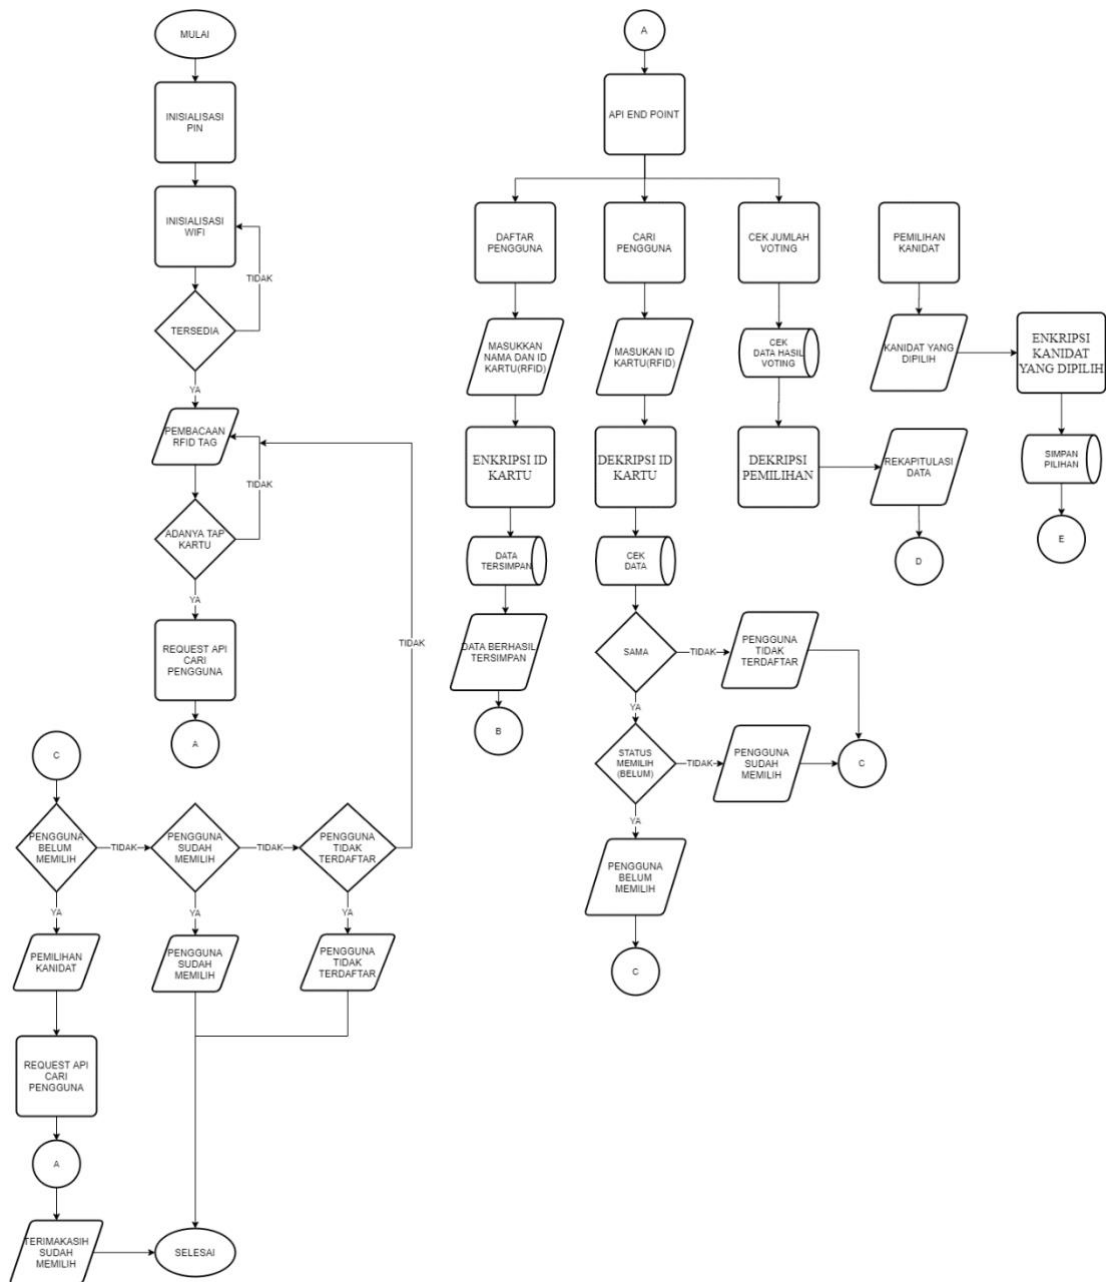 MULAI
INISIALISASI
PIN
INISIALISASI
WIFI
TIDAK
TERSEDIA
YA
PEMBACAAN
RFID TAG
TIDAK
ADANYA TAP
KARTU
YA
REQUEST API
CARI
PENGGUNA
A
TIDAK
C
PENGGUNA
BELUM
MEMILIH
TIDAK
PENGGUNA
SUDAH
MEMILIH
TIDAK
PENGGUNA
TIDAK
TERDAFTAR
YA
YA
YA
PEMILIHAN
KANIDAT
PENGGUNA
SUDAH
MEMILIH
PENGGUNA
TIDAK
TERDAFTAR
REQUEST API
CARI
PENGGUNA
A
TERIMAKASIH
SUDAH
MEMILIH
SELESAI
A
API END POINT
DAFTAR
PENGGUNA
CARI
PENGGUNA
CEK JUMLAH
VOTING
PEMILIHAN
KANIDAT
MASUKKAN
NAMA DAN ID
KARTU(RFID)
MASUKAN ID
KARTU(RFID)
CEK
DATA HASIL
VOTING
KANIDAT YANG
DIPILIH
ENKRIPSI
KANIDAT
YANG DIPILIH
ENKRIPSI ID
KARTU
DEKRIPSI ID
KARTU
DEKRIPSI
PEMILIHAN
REKAPITULASI
DATA
SIMPAN
PILIHAN
E
D
DATA
TERSIMPAN
CEK
DATA
DATA BERHASIL
TERSIMPAN
B
SAMA
TIDAK
PENGGUNA
TIDAK
TERDAFTAR
YA
STATUS
MEMILIH
(BELUM)
TIDAK
PENGGUNA
SUDAH
MEMILIH
C
YA
PENGGUNA
BELUM
MEMILIH
C